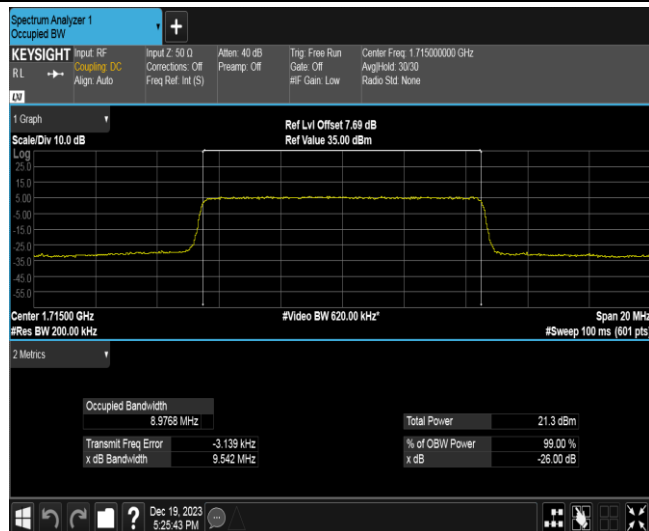 Spectrum Analyzer 1
Occupied BW
+
KEYSIGHT
RL
LXI
Input: RF
Coupling: DC
Align: Auto
Input Z: 50 Ω
Corrections: Off
Freq Ref: Int (S)
Atten: 40 dB
Preamp: Off
Trig: Free Run
Gate: Off
#IF Gain: Low
Center Freq: 1.715000000 GHz
Avg|Hold: 30/30
Radio Std: None
1 Graph
Scale/Div 10.0 dB
Ref Lvl Offset 7.69 dB
Ref Value 35.00 dBm
Log
25.0
15.0
5.00
-5.00
-15.0
-25.0
-35.0
-45.0
-55.0
Center 1.71500 GHz
#Res BW 200.00 kHz
#Video BW 620.00 kHz*
Span 20 MHz
#Sweep 100 ms (601 pts)
2 Metrics
Occupied Bandwidth
8.9768 MHz
Transmit Freq Error -3.139 kHz
x dB Bandwidth 9.542 MHz
Total Power 21.3 dBm
% of OBW Power 99.00 %
x dB -26.00 dB
?
Dec 19, 2023
5:25:43 PM